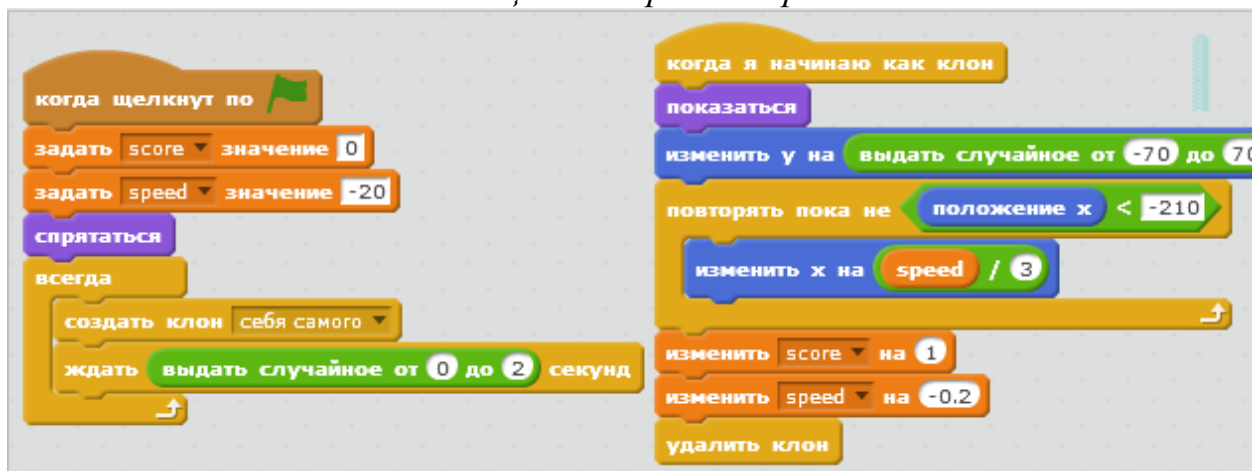 когда щелкнут по
задать score значение 0
задать speed значение -20
спрятаться
всегда
создать клон себя самого
ждать выдать случайное от 0 до 2 секунд
когда я начинаю как клон
показаться
изменить y на выдать случайное от -70 до
повторять пока не положение x < -210
изменить x на speed / 3
изменить score на 1
изменить speed на -0.2
удалить клон